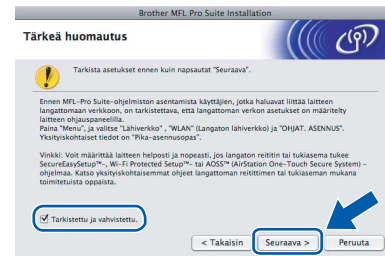 Brother MFL Pro Suite Installation
Tärkeä huomautus
Tarkista asetukset ennen kuin napsautat "Seuraava".
Ennen MFL-Pro Suite-ohjelmiston asentamista käyttäjien, jotka haluavat liittää laitteen
langattomaan verkkoon, on tarkistettava, että langattoman verkon asetukset on määritelty
laitteen ohjauspaneelilla.
Paina "Menu", ja valitse "Lähiverkko" , "WLAN" (Langaton lähiverkko) ja "OHJAT. ASENNUS".
Yksityiskohtaiset tiedot on "Pika-asennusopas".
Vinkki: Voit määrittää laitteen helposti ja nopeasti, jos langaton reititin tai tukiasema tukee
SecureEasySetup™-, Wi-Fi Protected Setup™- tai AOSS™ (AirStation One-Touch Secure System) -
ohjelmaa. Katso yksityiskohtaisemmat ohjeet langattoman reitittimen tai tukiaseman mukana
toimitetuista oppaista.
Tarkistettu ja vahvistettu.
< Takaisin
Seuraava >
Peruuta